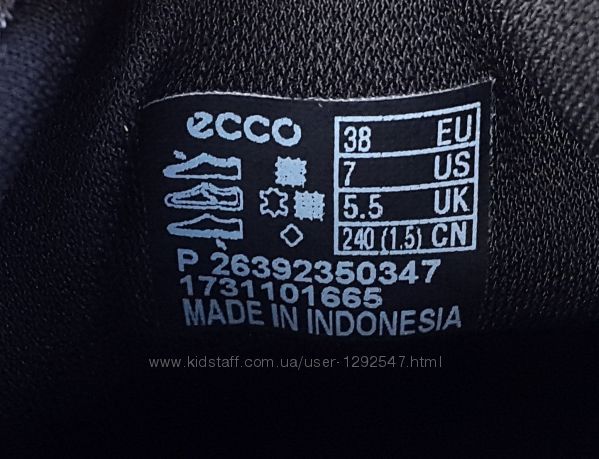 ecco
38 EU
7 US
5.5 UK
240 (1.5) CN
P 26392350347
1731101665
MADE IN INDONESIA
www.kidstaff.com.ua/user-1292547.html